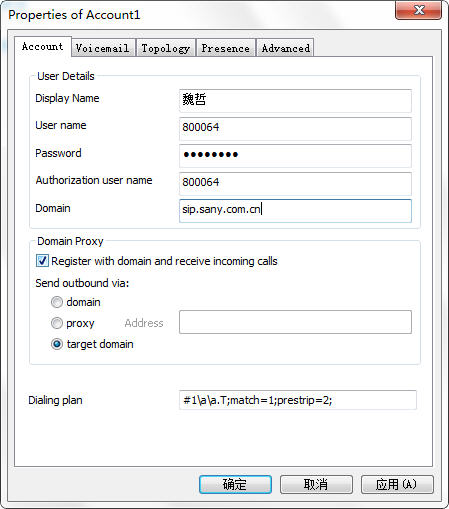 Properties of Account1
Account Voicemail Topology Presence Advanced
User Details
Display Name 魏哲
User name 800064
Password ●●●●●●●●
Authorization user name 800064
Domain sip.sany.com.cn
Domain Proxy
Register with domain and receive incoming calls
Send outbound via:
domain
proxy Address
target domain
Dialing plan #1\a\a.T;match=1;prestrip=2;
确定 取消 应用(A)